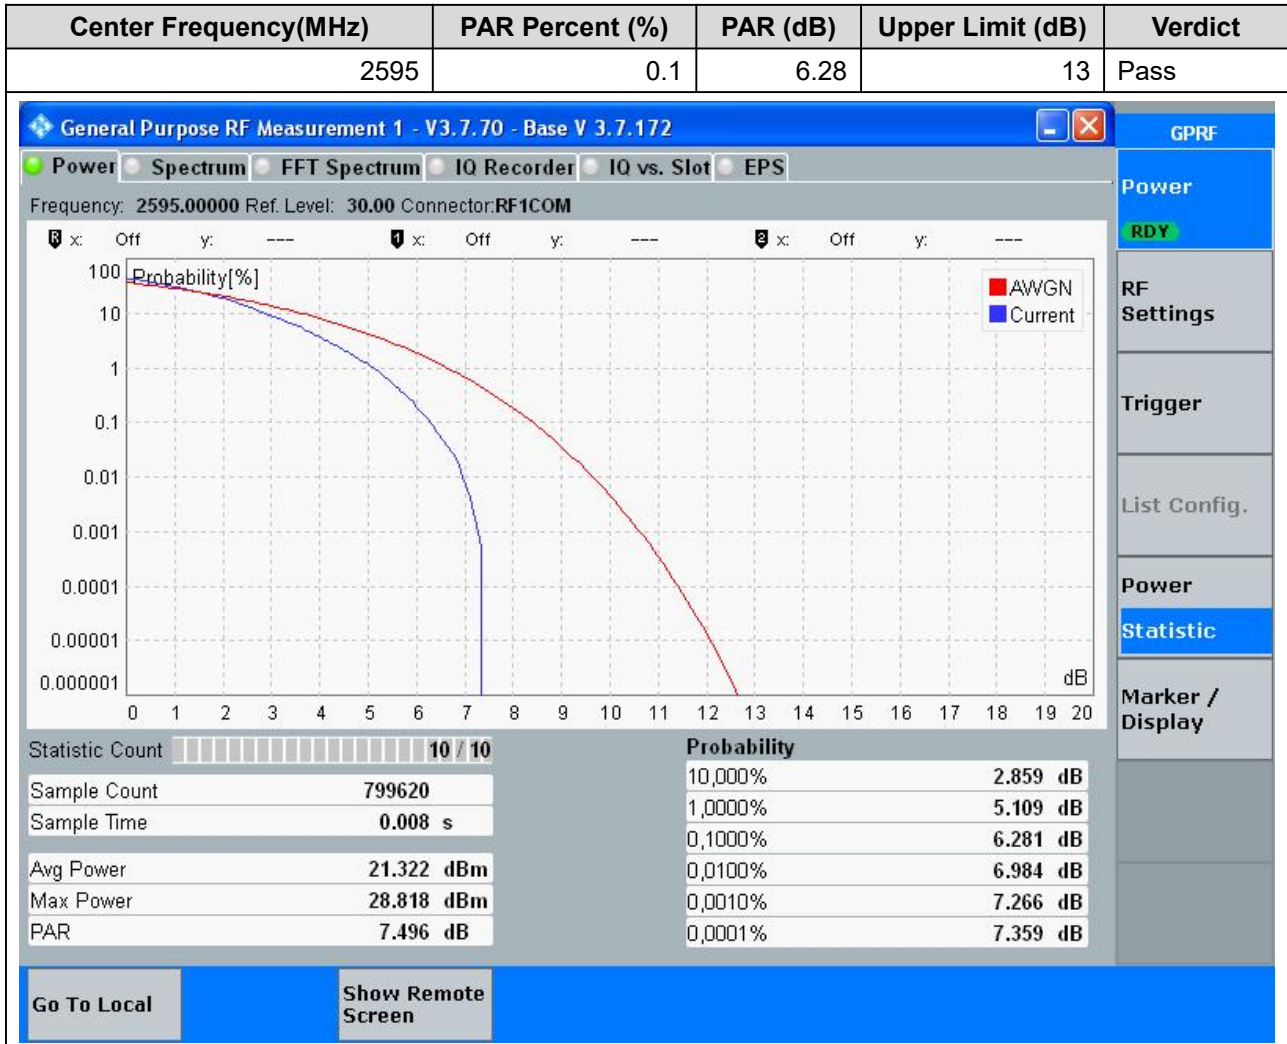 Center Frequency(MHz) PAR Percent (%) PAR (dB) Upper Limit (dB) Verdict
2595 0.1 6.28 13 Pass
General Purpose RF Measurement 1 - V3.7.70 - Base V 3.7.172
GPRF
Power Spectrum FFT Spectrum IQ Recorder IQ vs. Slot EPS
Frequency: 2595.00000 Ref. Level: 30.00 Connector:RF1COM
R x: Off y: --- 1 x: Off y: --- 2 x: Off y: ---
Probability[%]
100
10
1
0.1
0.01
0.001
0.0001
0.00001
0.000001
AWGN
Current
dB
0 1 2 3 4 5 6 7 8 9 10 11 12 13 14 15 16 17 18 19 20
Statistic Count 10 / 10
Sample Count 799620
Sample Time 0.008 s
Avg Power 21.322 dBm
Max Power 28.818 dBm
PAR 7.496 dB
Probability
10,000% 2.859 dB
1,0000% 5.109 dB
0,1000% 6.281 dB
0,0100% 6.984 dB
0,0010% 7.266 dB
0,0001% 7.359 dB
Power
RDY
RF
Settings
Trigger
List Config.
Power
Statistic
Marker /
Display
Go To Local
Show Remote
Screen